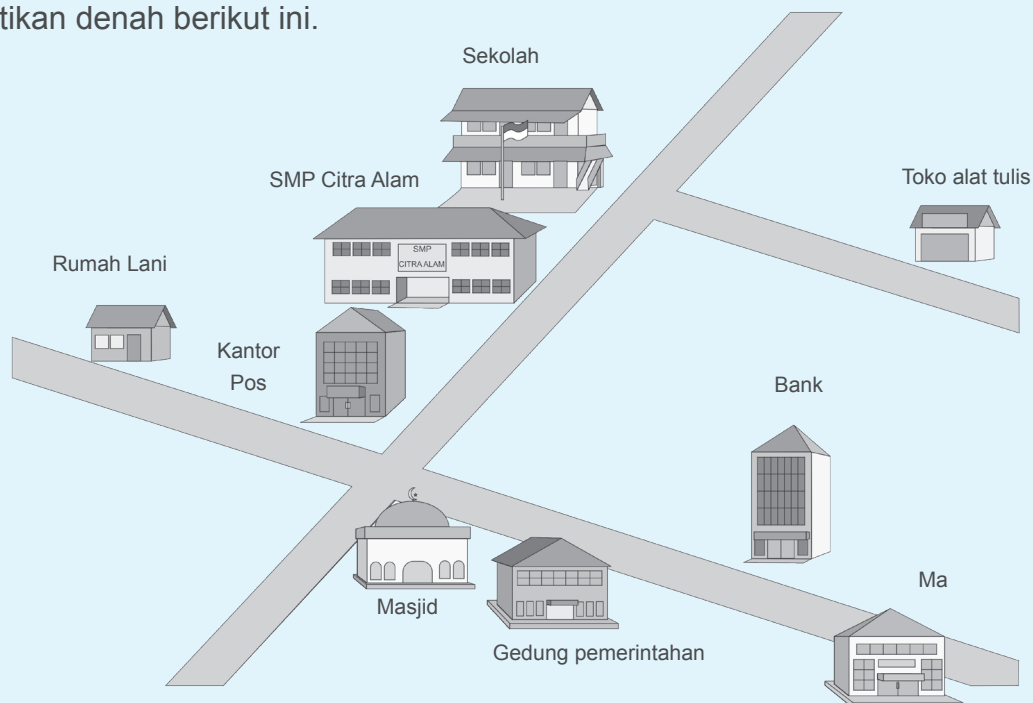 tikan denah berikut ini.
Sekolah
SMP Citra Alam
Toko alat tulis
SMP
CITRA ALAM
Rumah Lani
Kantor
Pos
Bank
Ma
Masjid
Gedung pemerintahan